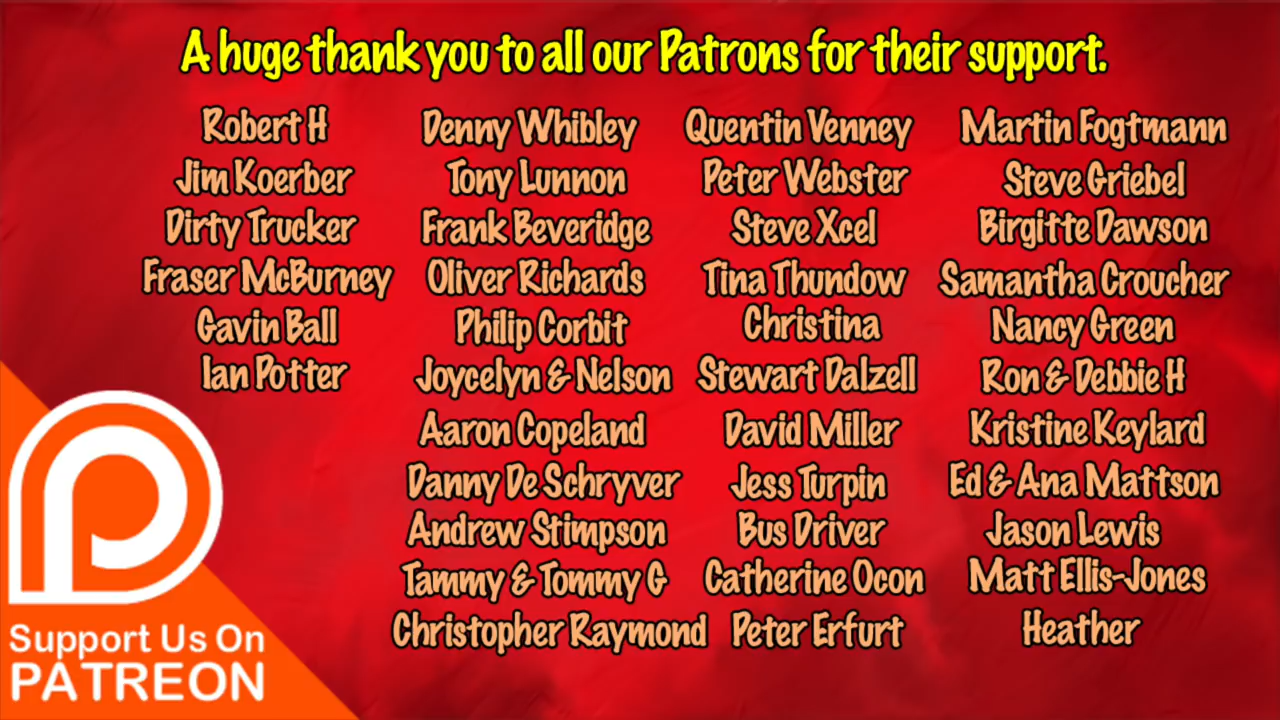 A huge thank you to all our Patrons for their support.
Robert H
Jim Koerber
Dirty Trucker
Fraser McBurney
Gavin Ball
Ian Potter
Denny Whibley
Tony Lunnon
Frank Beveridge
Oliver Richards
Philip Corbit
Joycelyn & Nelson
Aaron Copeland
Danny De Schryver
Andrew Stimpson
Tammy & Tommy G
Christopher Raymond
Quentin Venney
Peter Webster
Steve Xcel
Tina Thundow
Christina
Stewart Dalzell
David Miller
Jess Turpin
Bus Driver
Catherine Ocon
Peter Erfurt
Martin Fogtmann
Steve Griebel
Birgitte Dawson
Samantha Croucher
Nancy Green
Ron & Debbie H
Kristine Keylard
Ed & Ana Mattson
Jason Lewis
Matt Ellis-Jones
Heather
Support Us On
PATREON